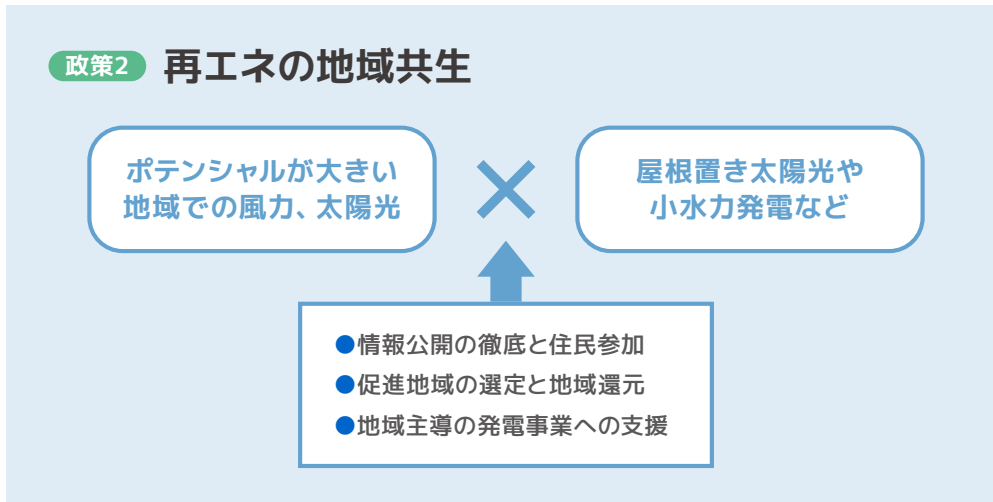 政策2 再エネの地域共生
ポテンシャルが大きい
地域での風力、太陽光
×
屋根置き太陽光や
小水力発電など
●情報公開の徹底と住民参加
●促進地域の選定と地域還元
●地域主導の発電事業への支援